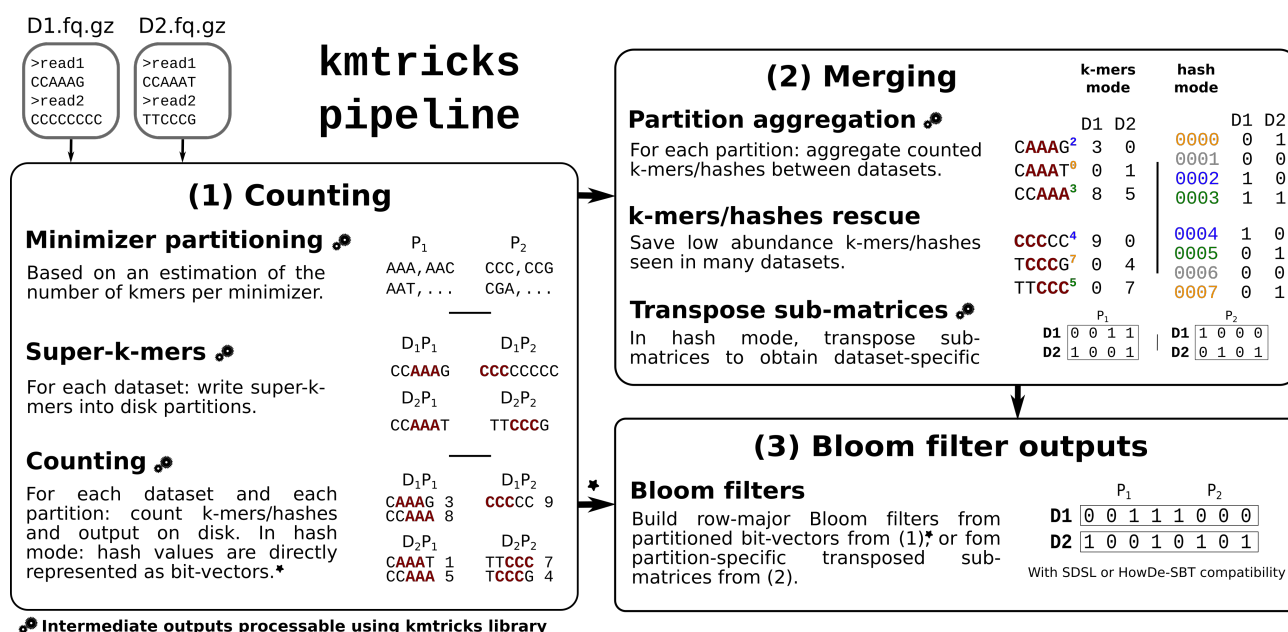 D1.fq.gz D2.fq.gz
>read1
CCAAAG
>read2
CCCCCCCC
>read1
CCAAAT
>read2
TTCCCG
kmtricks
pipeline
(1) Counting
Minimizer partitioning
Based on an estimation of the
number of kmers per minimizer.
P1 P2
AAA,AAC CCC,CCG
AAT,... CGA,...
Super-k-mers
For each dataset: write super-k-
mers into disk partitions.
D1P1 D1P2
CCAAAG CCCCCCCC
D2P1 D2P2
CCAAAT TTCCCG
Counting
For each dataset and each
partition: count k-mers/hashes
and output on disk. In hash
mode: hash values are directly
represented as bit-vectors.★
D1P1 D1P2
CAAAG 3 CCCCC 9
CCAAA 8
D2P1 D2P2
CAAAT 1 TTCCC 7
CCAAA 5 TCCCG 4
Intermediate outputs processable using kmtricks library
★
(2) Merging
k-mers
mode
hash
mode
Partition aggregation
For each partition: aggregate counted
k-mers/hashes between datasets.
k-mers/hashes rescue
Save low abundance k-mers/hashes
seen in many datasets.
Transpose sub-matrices
In hash mode, transpose sub-
matrices to obtain dataset-specific
D1 D2
CAAAG2 3 0
CAAAT0 0 1
CCAAA3 8 5
CCCCC4 9 0
TCCCG7 0 4
TTCCC5 0 7
D1 D2
0000 0 1
0001 0 0
0002 1 0
0003 1 1
0004 1 0
0005 0 1
0006 0 0
0007 0 1
P1 P2
D1 0 0 1 1 | D1 1 0 0 0
D2 1 0 0 1 D2 0 1 0 1
(3) Bloom filter outputs
Bloom filters
Build row-major Bloom filters from
partitioned bit-vectors from (1)★, or fom
partition-specific transposed sub-
matrices from (2).
P1 P2
D1 0 0 1 1 1 0 0 0
D2 1 0 0 1 0 1 0 1
With SDSL or HowDe-SBT compatibility